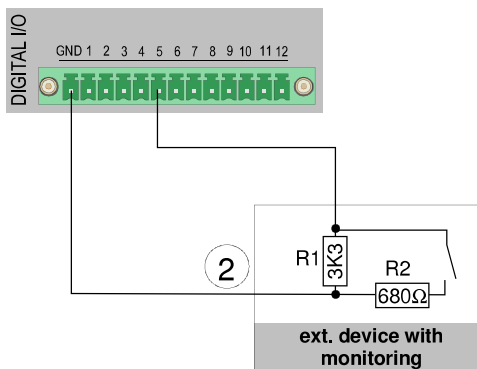 DIGITAL I/O
GND 1 2 3 4 5 6 7 8 9 10 11 12
2
R1
3K3
R2
680Ω
ext. device with
monitoring